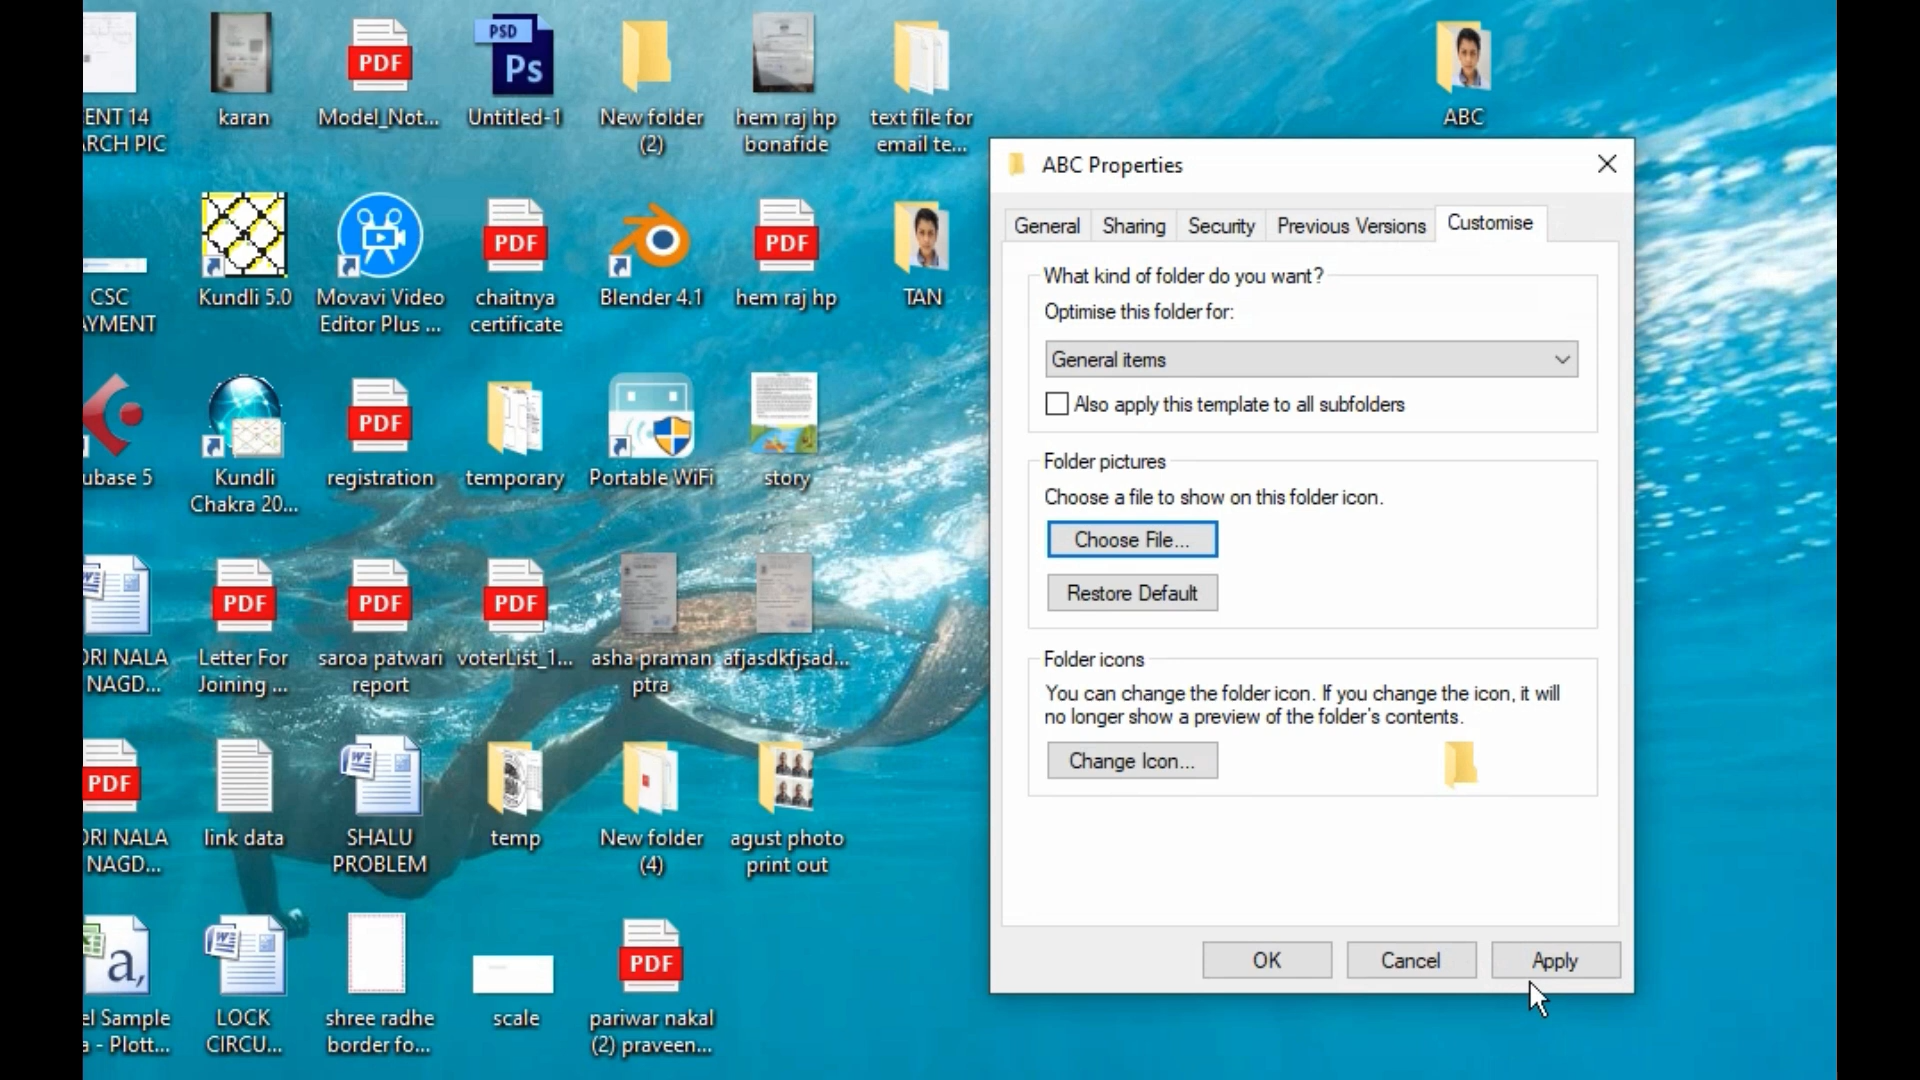 ENT 14
ARCH PIC
karan
PDF
Model_Not...
PSD
Ps
Untitled-1
New folder
(2)
hem raj hp
bonafide
text file for
email te...
ABC
CSC
AYMENT
Kundli 5.0
Movavi Video
Editor Plus ...
PDF
chaitnya
certificate
Blender 4.1
PDF
hem raj hp
TAN
ubase 5
Kundli
Chakra 20...
PDF
registration
temporary
Portable WiFi
story
ORI NALA
NAGD...
PDF
Letter For
Joining ...
PDF
saroa patwari
report
PDF
voterList_1...
asha praman
ptra
afjasdkfjsad...
PDF
ORI NALA
NAGD...
link data
SHALU
PROBLEM
temp
New folder
(4)
agust photo
print out
a,
el Sample
a - Plott...
LOCK
CIRCU...
shree radhe
border fo...
scale
PDF
pariwar nakal
(2) praveen...
ABC Properties
General
Sharing
Security
Previous Versions
Customise
What kind of folder do you want?
Optimise this folder for:
General items
Also apply this template to all subfolders
Folder pictures
Choose a file to show on this folder icon.
Choose File...
Restore Default
Folder icons
You can change the folder icon. If you change the icon, it will
no longer show a preview of the folder's contents.
Change Icon...
OK
Cancel
Apply